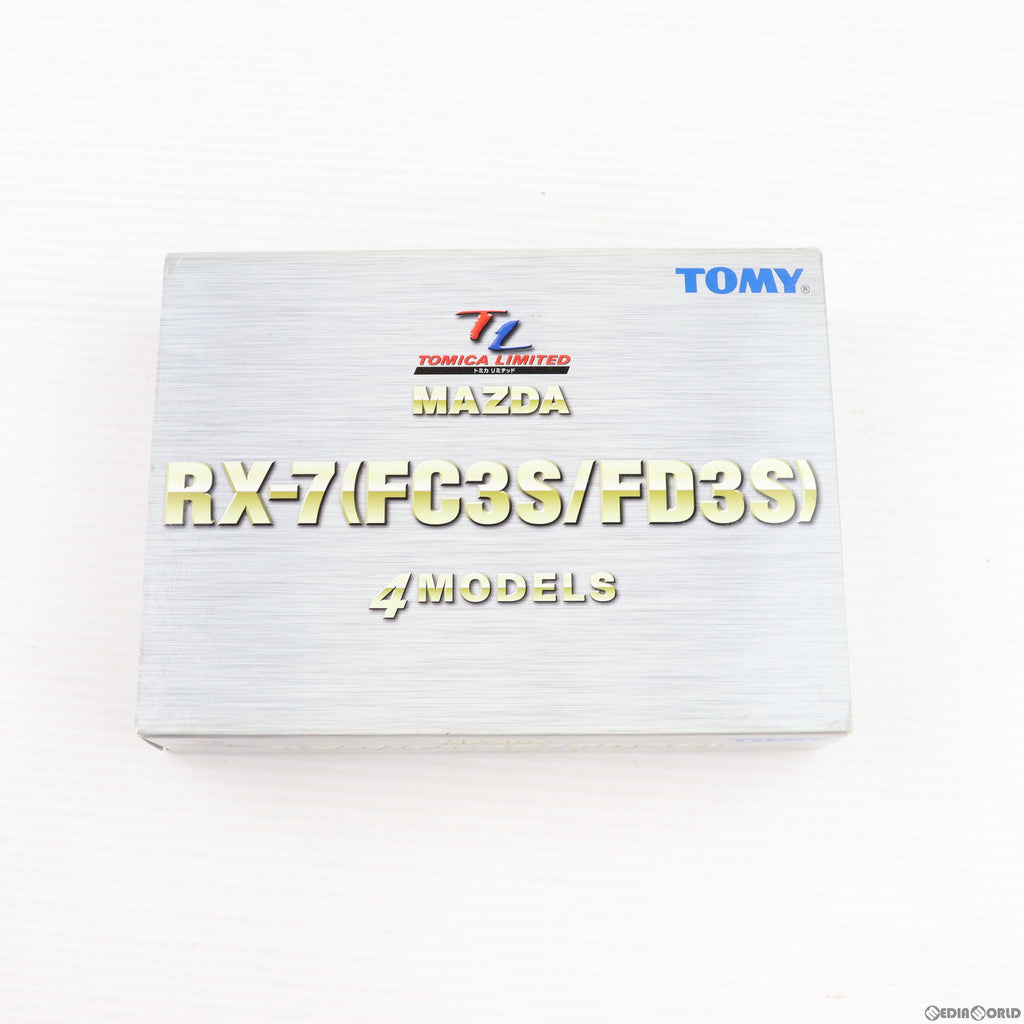 TOMY®
TL
TOMICA LIMITED
トミカ リミテッド
MAZDA
RX-7(FC3S/FD3S)
4 MODELS
TOMY
MEDIAWORLD